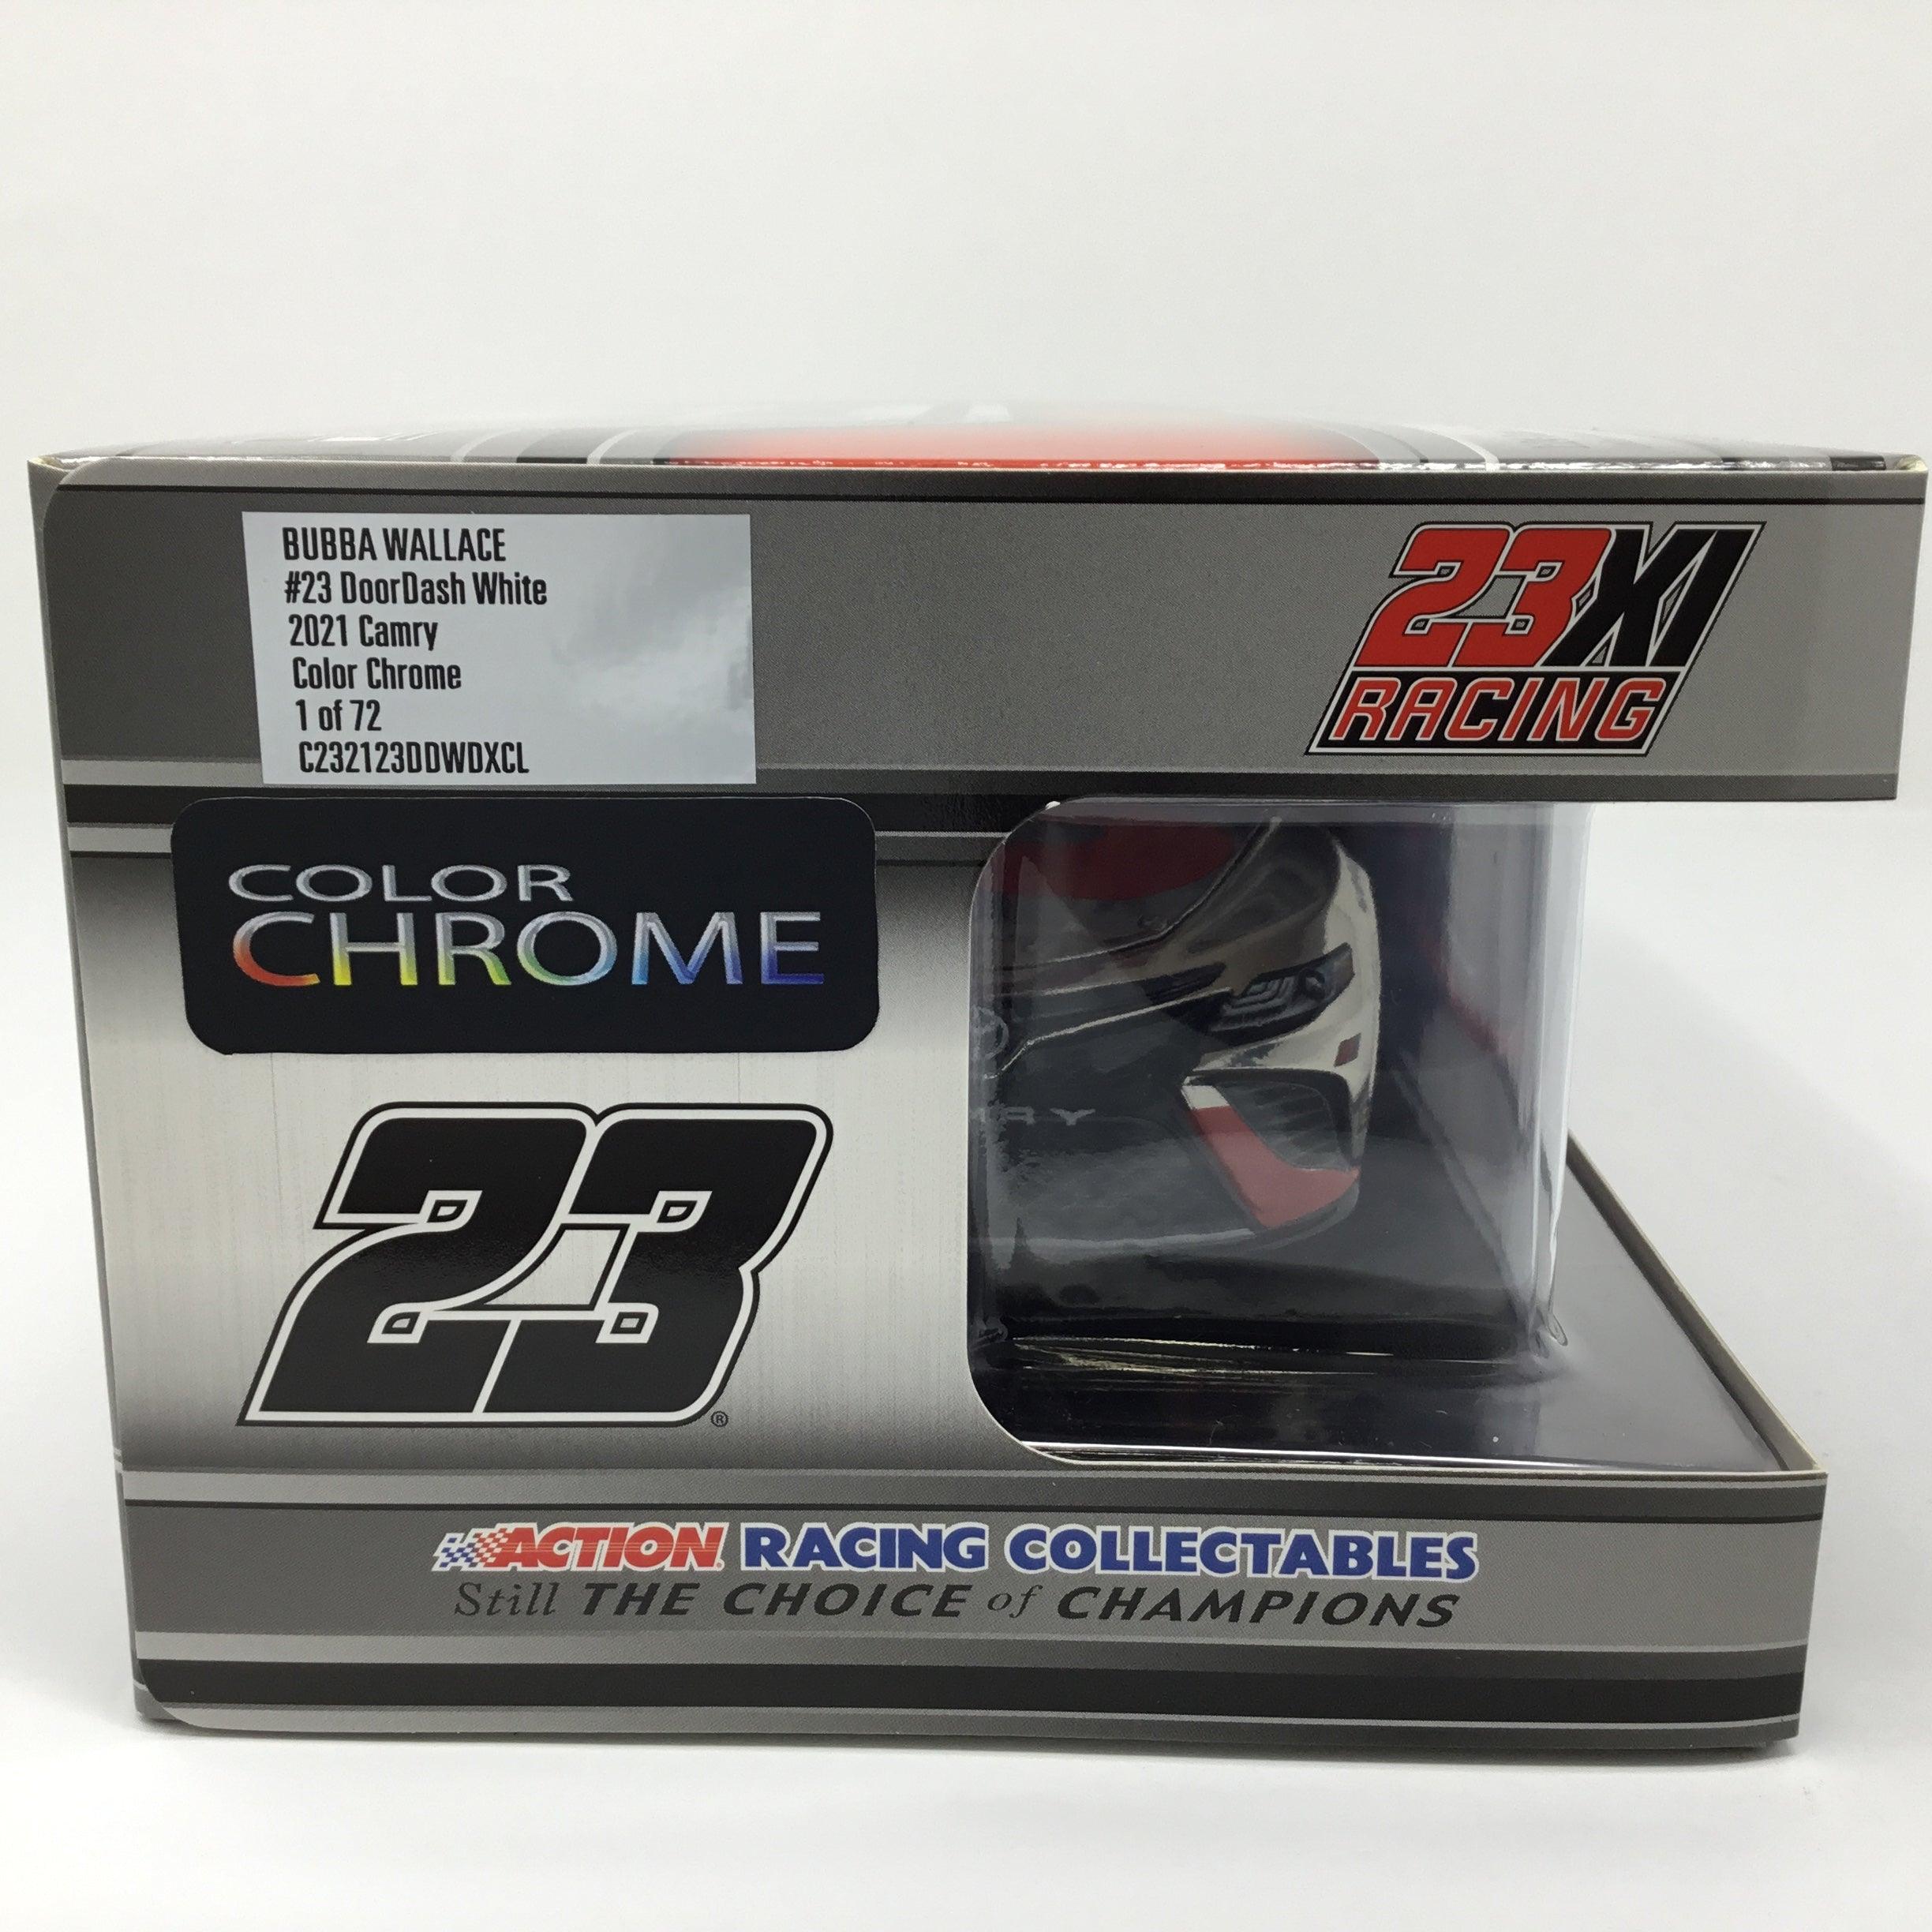 BUBBA WALLACE
#23 DoorDash White
2021 Camry
Color Chrome
1 of 72
C232123DDWDXCL
23XI
RACING
COLOR
CHROME
MRY
23®
ACTION RACING COLLECTABLES
Still THE CHOICE of CHAMPIONS